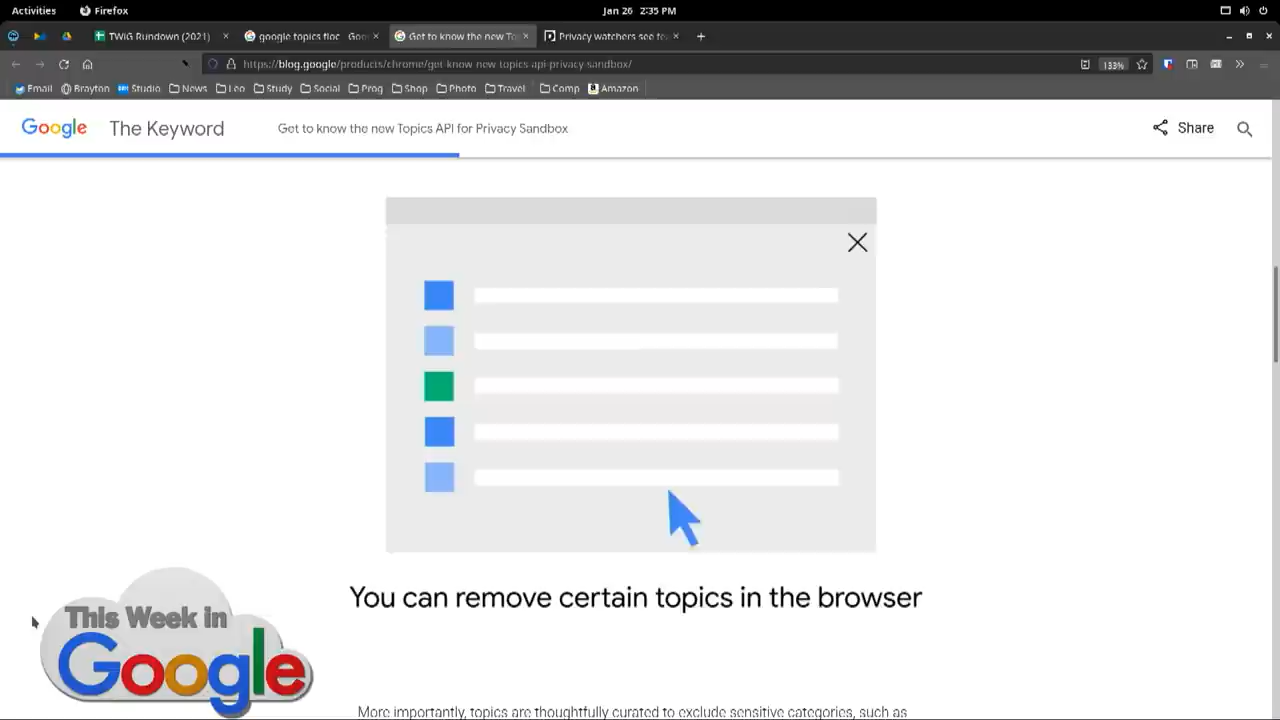 Activities
Firefox
Jan 26 2:35 PM
TWiG Rundown (2021)
google topics floc - Goo
Get to know the new To
Privacy watchers see fe
https://blog.google/products/chrome/get-know-new-topics-api-privacy-sandbox/
133%
Email
Brayton
Studio
News
Leo
Study
Social
Prog
Shop
Photo
Travel
Comp
Amazon
Google The Keyword
Get to know the new Topics API for Privacy Sandbox
Share
You can remove certain topics in the browser
This Week in
Google
More importantly, topics are thoughtfully curated to exclude sensitive categories, such as